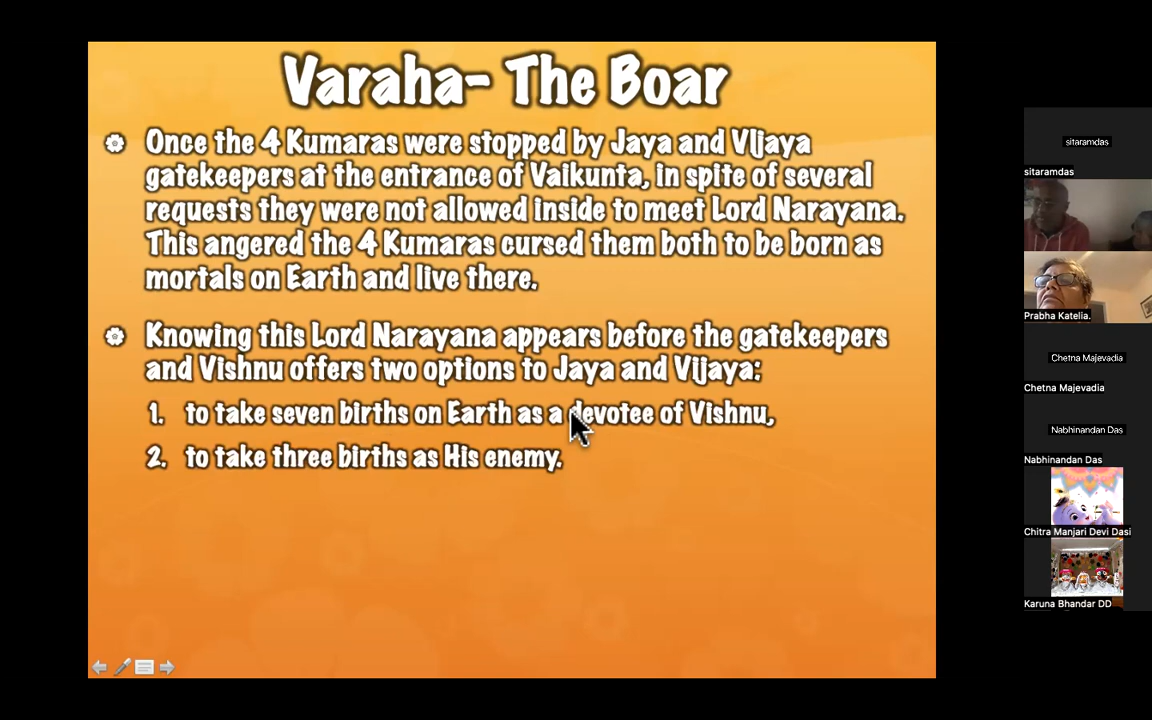 Varaha- The Boar
Once the 4 Kumaras were stopped by Jaya and VIjaya
gatekeepers at the entrance of Vaikunta, in spite of several
requests they were not allowed inside to meet Lord Narayana.
This angered the 4 Kumaras cursed them both to be born as
mortals on Earth and live there.
Knowing this Lord Narayana appears before the gatekeepers
and Vishnu offers two options to Jaya and Vijaya:
1. to take seven births on Earth as a devotee of Vishnu,
2. to take three births as His enemy.
sitaramdas
sitaramdas
Prabha Katelia.
Chetna Majevadia
Chetna Majevadia
Nabhinandan Das
Nabhinandan Das
Chitra Manjari Devi Dasi
Karuna Bhandar DD